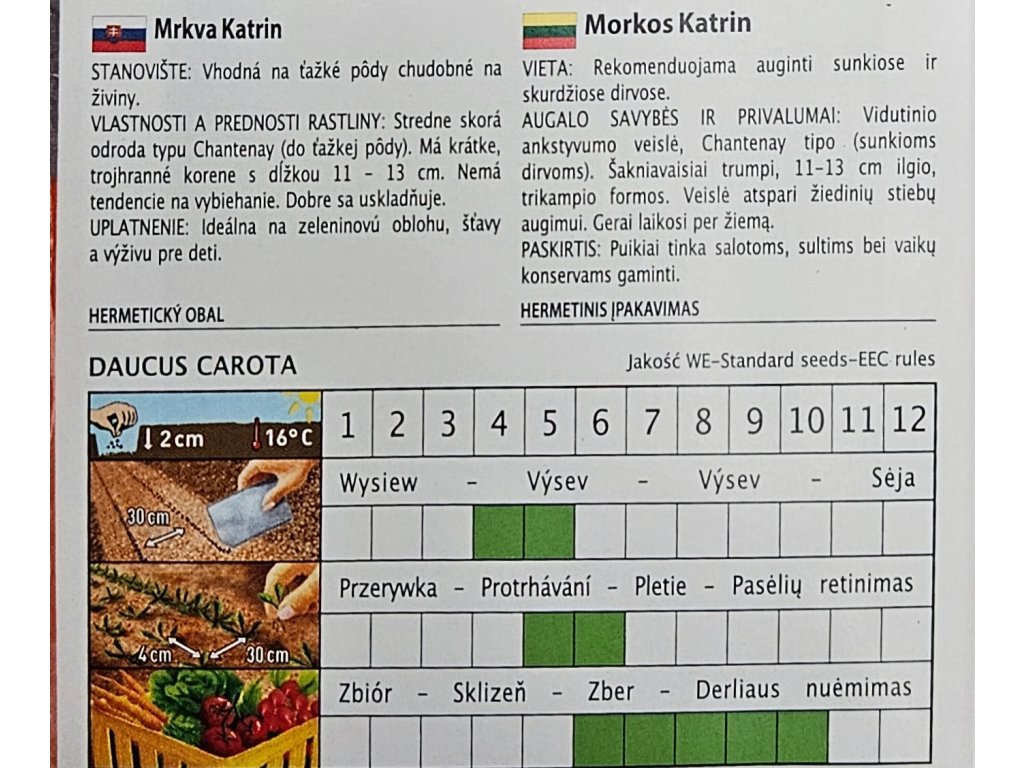 Mrkva Katrin
STANOVIŠTE: Vhodná na ťažké pôdy chudobné na
živiny.
VLASTNOSTI A PREDNOSTI RASTLINY: Stredne skorá
odroda typu Chantenay (do ťažkej pôdy). Má krátke,
trojhranné korene s dĺžkou 11 – 13 cm. Nemá
tendencie na vybiehanie. Dobre sa uskladňuje.
UPLATNENIE: Ideálna na zeleninovú oblohu, šťavy
a výživu pre deti.
HERMETICKÝ OBAL
Morkos Katrin
VIETA: Rekomenduojama auginti sunkiose ir
skurdžiose dirvose.
AUGALO SAVYBĖS IR PRIVALUMAI: Vidutinio
ankstyvumo veislė, Chantenay tipo (sunkioms
dirvoms). Šakniavaisiai trumpi, 11–13 cm ilgio,
trikampio formos. Veislė atspari žiedinių stiebų
augimui. Gerai laikosi per žiemą.
PASKIRTIS: Puikiai tinka salotoms, sultims bei vaikų
konservams gaminti.
HERMETINIS ĮPAKAVIMAS
DAUCUS CAROTA
Jakość WE–Standard seeds–EEC rules
2cm 16°C 1 2 3 4 5 6 7 8 9 10 11 12
Wysiew – Výsev – Výsev – Sėja
30cm
Przerywka – Protrhávání – Pletie – Pasėlių retinimas
4cm 30cm
Zbiór – Sklizeň – Zber – Derliaus nuėmimas